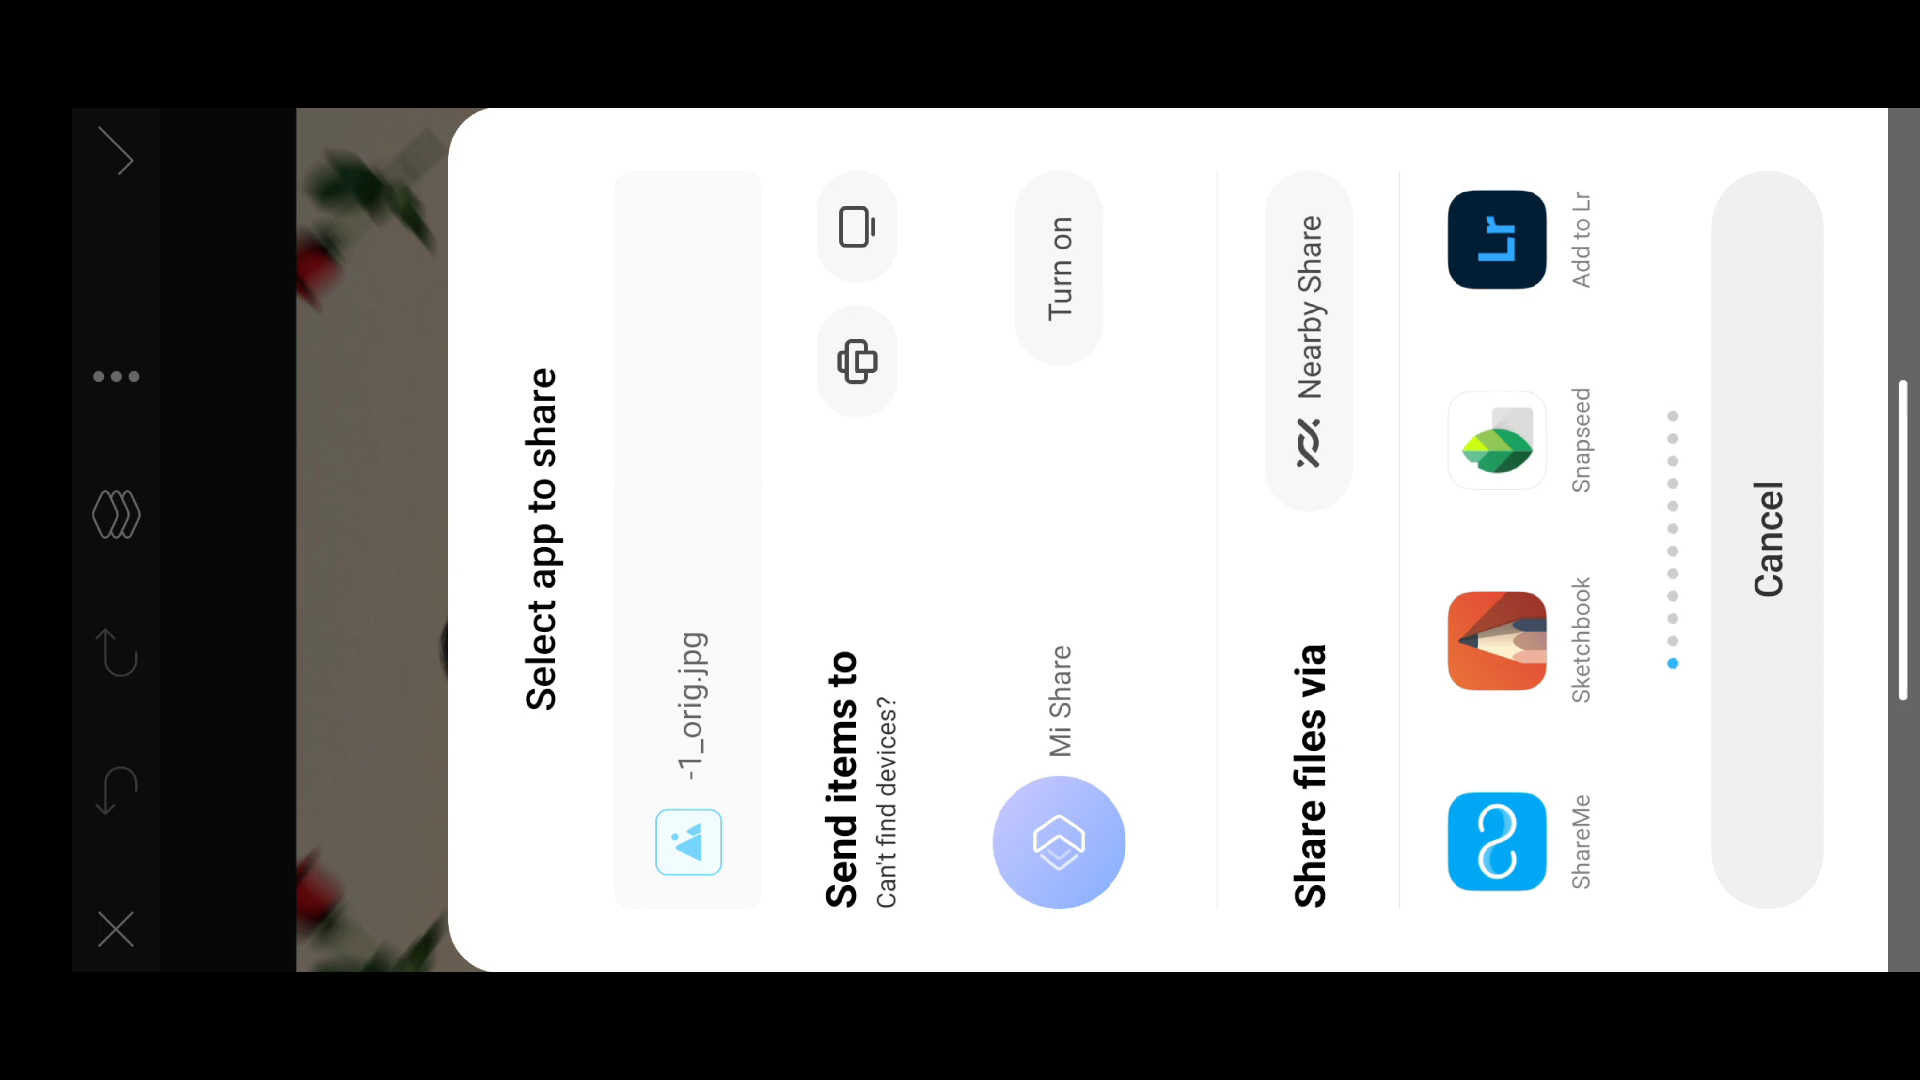 Select app to share
-1_orig.jpg
Send items to
Can't find devices?
Mi Share
Turn on
Share files via
Nearby Share
Lr
ShareMe
Sketchbook
Snapseed
Add to Lr
Cancel